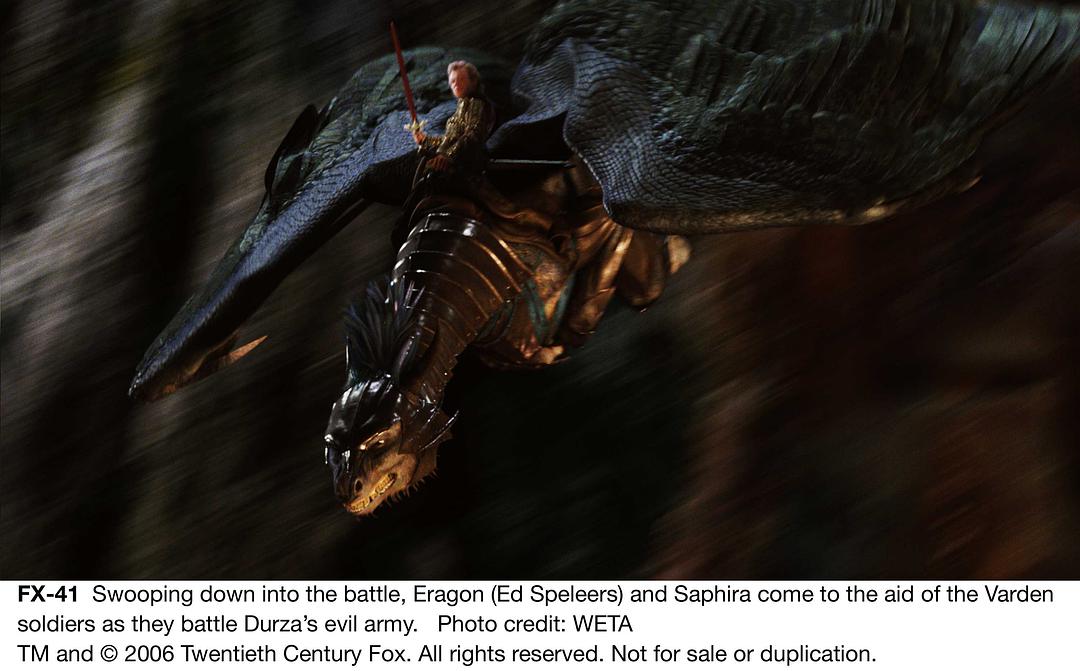 FX-41  Swooping down into the battle, Eragon (Ed Speleers) and Saphira come to the aid of the Varden
soldiers as they battle Durza’s evil army.   Photo credit: WETA
TM and © 2006 Twentieth Century Fox. All rights reserved. Not for sale or duplication.